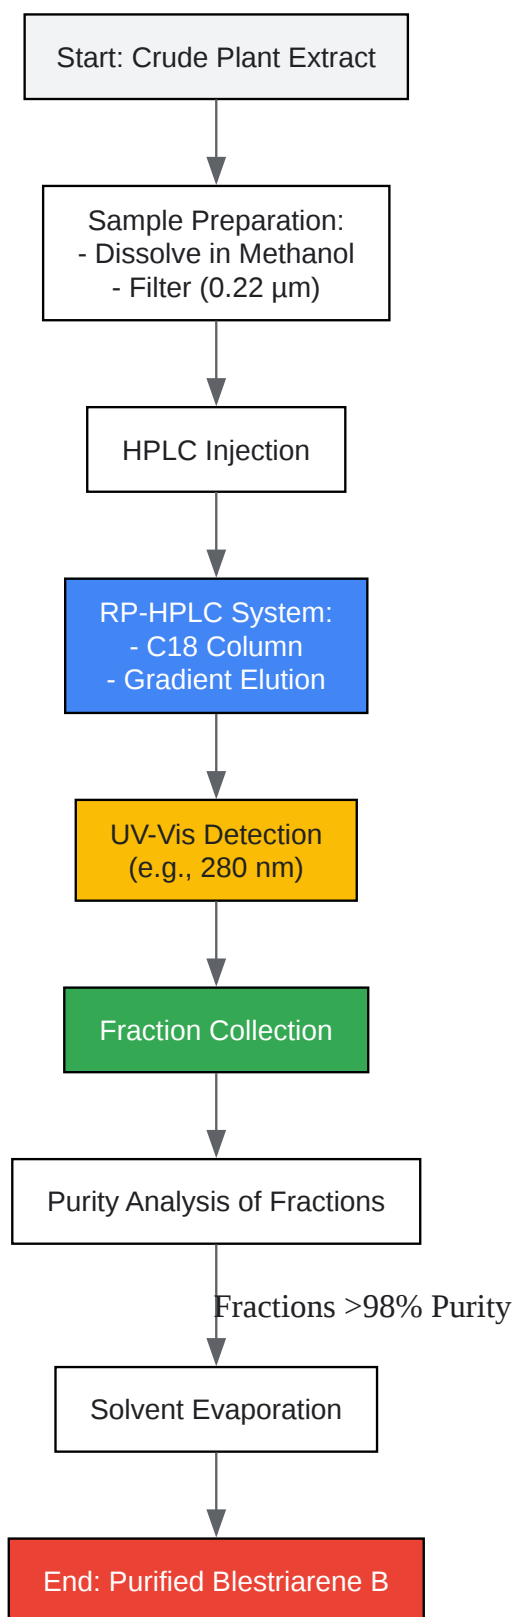 Start: Crude Plant Extract
Sample Preparation:
- Dissolve in Methanol
- Filter (0.22 µm)
HPLC Injection
RP-HPLC System:
- C18 Column
- Gradient Elution
UV-Vis Detection
(e.g., 280 nm)
Fraction Collection
Purity Analysis of Fractions
Fractions >98% Purity
Solvent Evaporation
End: Purified Blestriarene B